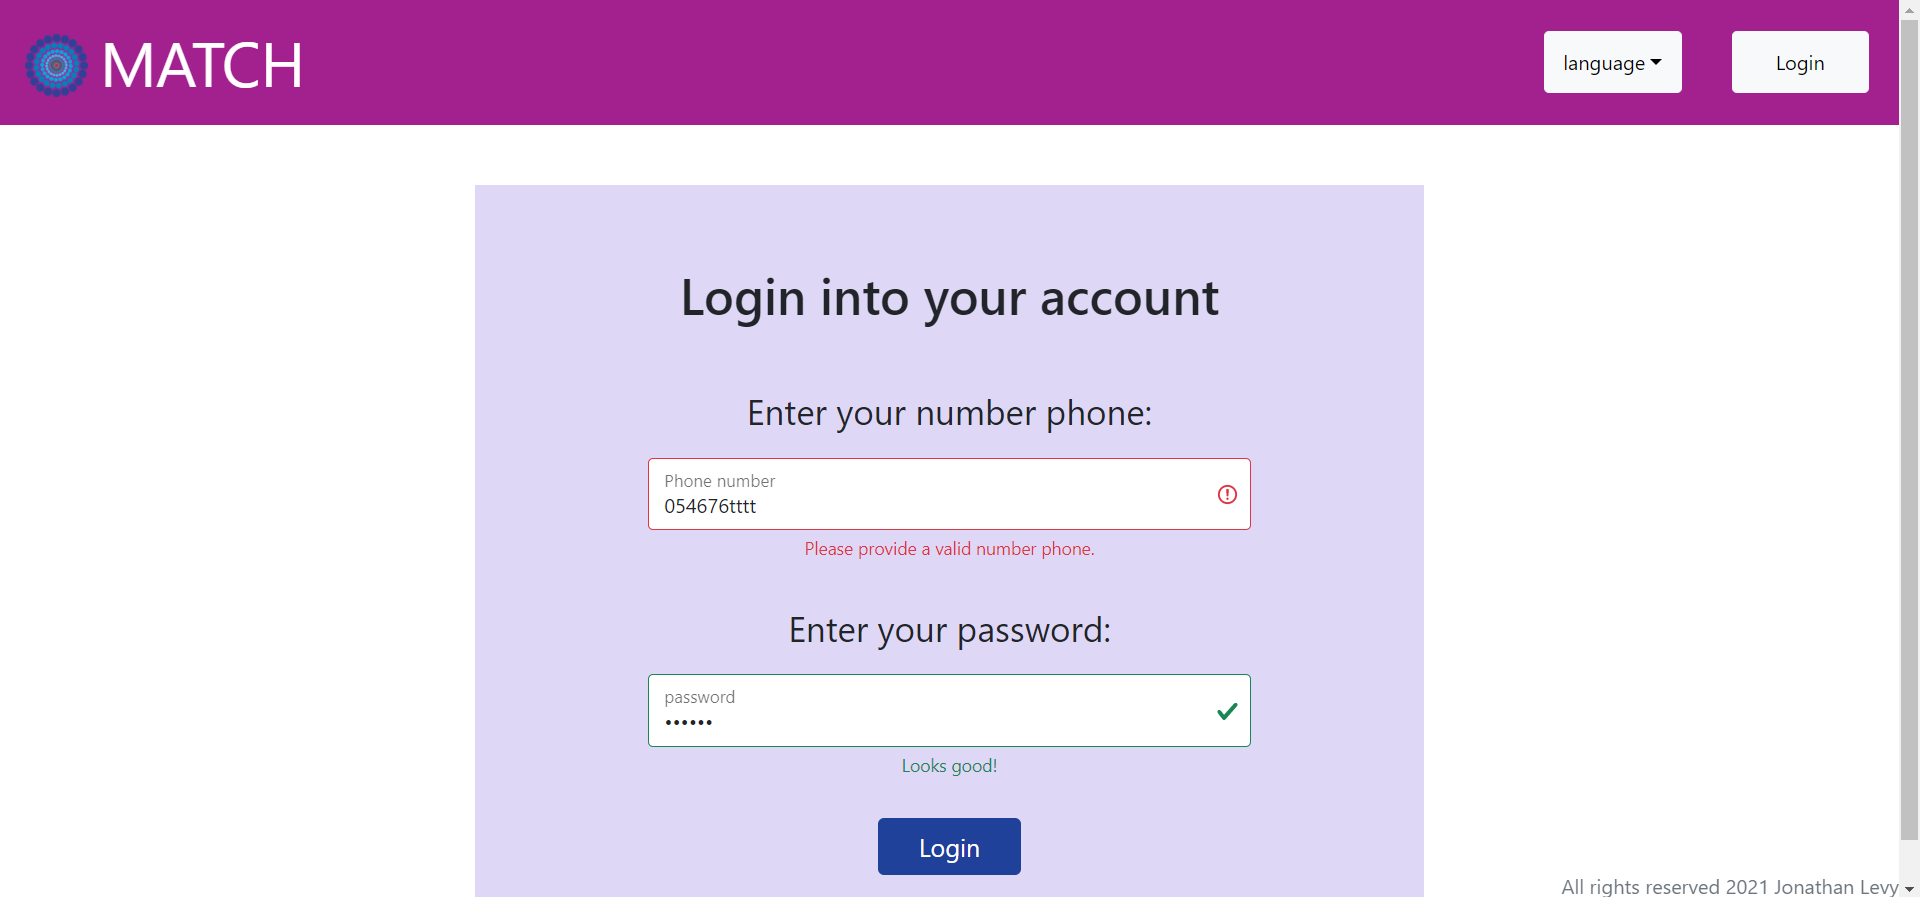 MATCH
language
Login
Login into your account
Enter your number phone:
Phone number
054676tttt
Please provide a valid number phone.
Enter your password:
password
••••••
Looks good!
Login
All rights reserved 2021 Jonathan Levy